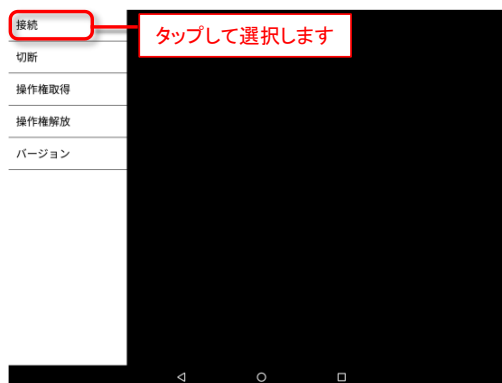 接続
タップして選択します
切断
操作権取得
操作権解放
バージョン